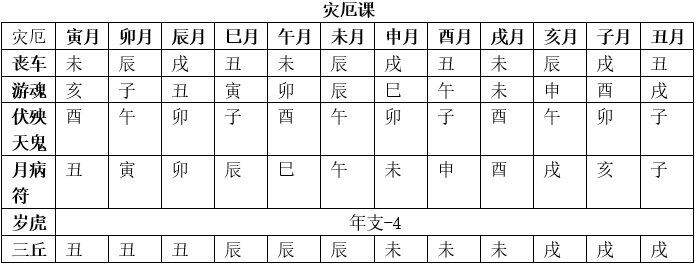 灾厄课
灾厄 寅月 卯月 辰月 巳月 午月 未月 申月 酉月 戌月 亥月 子月 丑月
丧车 未 辰 戌 丑 未 辰 戌 丑 未 辰 戌 丑
游魂 亥 子 丑 寅 卯 辰 巳 午 未 申 酉 戌
伏殃 酉 午 卯 子 酉 午 卯 子 酉 午 卯 子
天鬼
月病 丑 寅 卯 辰 巳 午 未 申 酉 戌 亥 子
符
岁虎 年支-4
三丘 丑 丑 丑 辰 辰 辰 未 未 未 戌 戌 戌